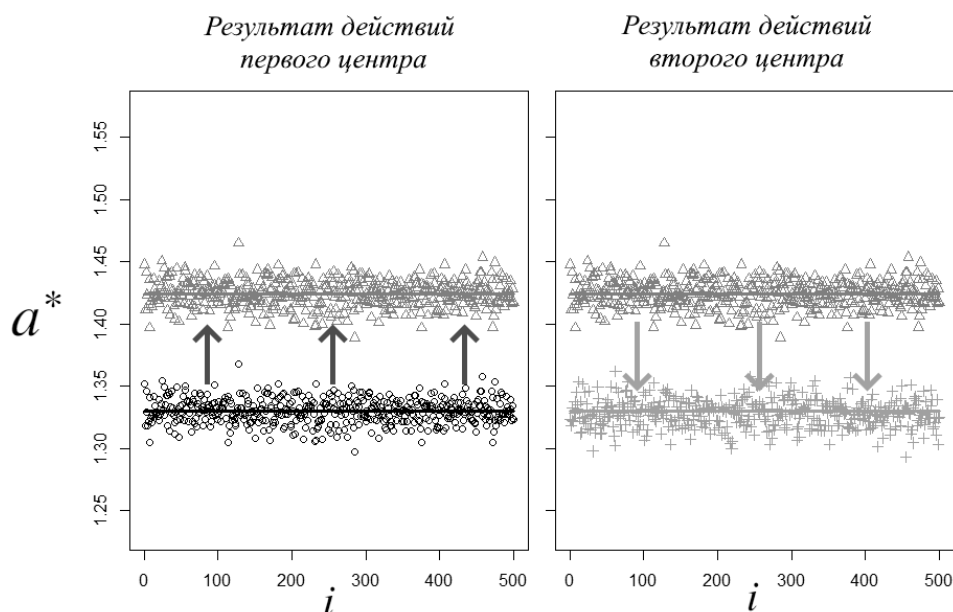 Результат действий
первого центра
Результат действий
второго центра
1.55
1.50
1.45
1.40
1.35
1.30
1.25
a*
0 100 200 300 400 500
i
0 100 200 300 400 500
i